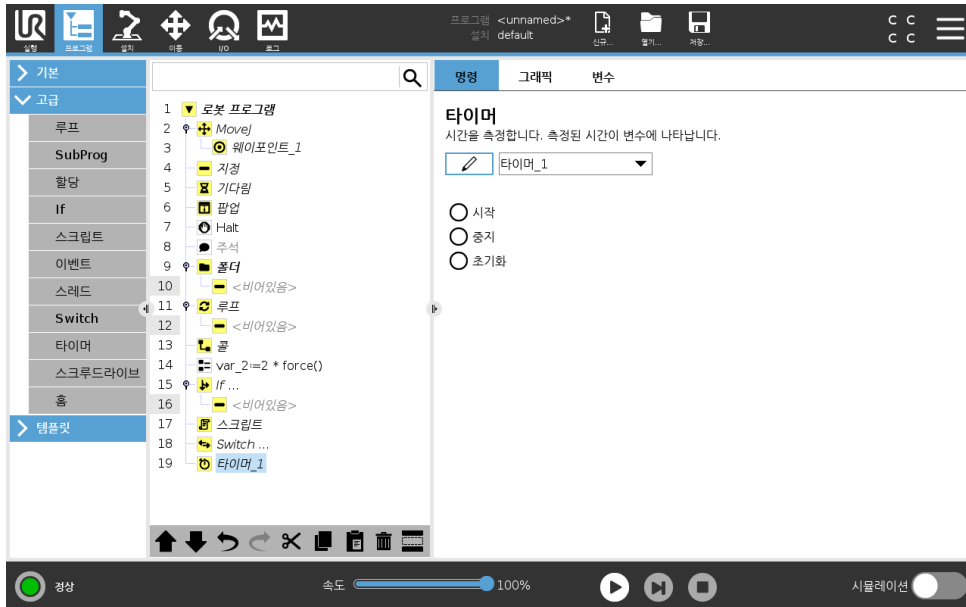 UR
실행
프로그램
설치
이동
I/O
로그
프로그램 <unnamed>*
설치 default
신규...
열기...
저장...
C C
C C
기본
고급
루프
SubProg
할당
If
스크립트
이벤트
스레드
Switch
타이머
스크루드라이브
홈
템플릿
1 로봇 프로그램
2 MoveJ
3 웨이포인트_1
4 지정
5 기다림
6 팝업
7 Halt
8 주석
9 폴더
10 <비어있음>
11 루프
12 <비어있음>
13 콜
14 var_2:=2 * force()
15 If ...
16 <비어있음>
17 스크립트
18 Switch ...
19 타이머_1
명령 그래픽 변수
타이머
시간을 측정합니다. 측정된 시간이 변수에 나타납니다.
타이머_1
시작
중지
초기화
정상
속도 100%
시뮬레이션